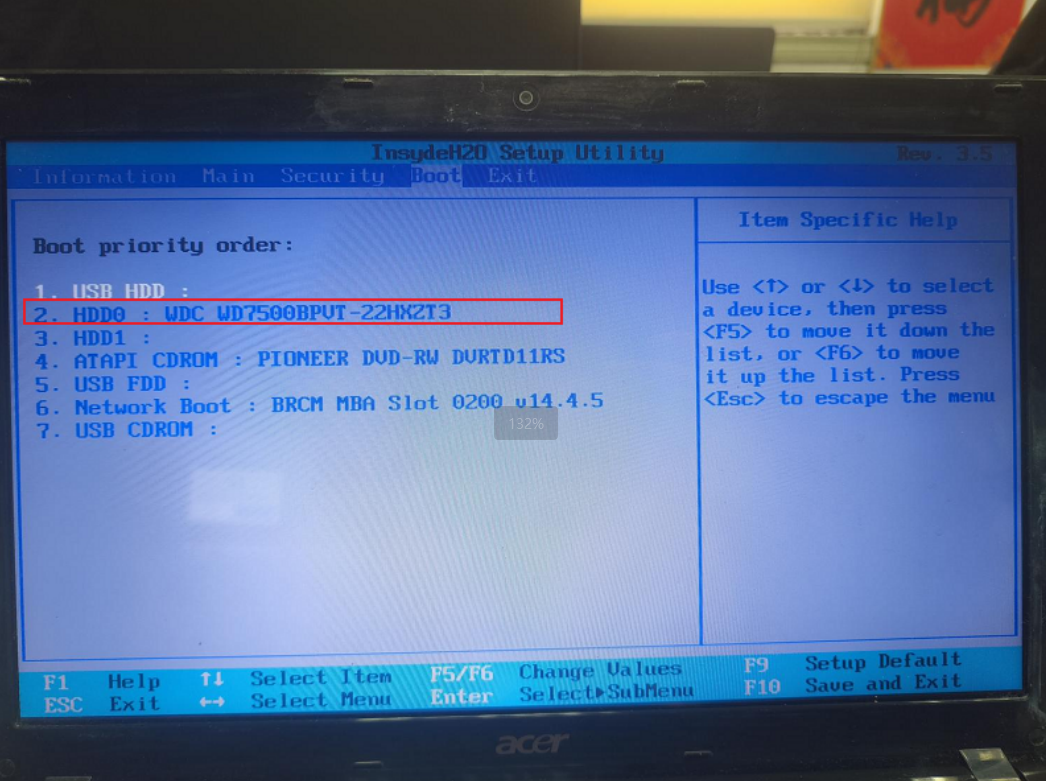 InsydeH2O Setup Utility
Rev. 3.5
Information Main Security Boot Exit
Boot priority order:
1. USB HDD :
2. HDD0 : WDC WD7500BPVT-22HXZT3
3. HDD1 :
4. ATAPI CDROM : PIONEER DVD-RW DVRTD11RS
5. USB FDD :
6. Network Boot : BRCM MBA Slot 0200 v14.4.5
7. USB CDROM :
132%
Item Specific Help
Use <↑> or <↓> to select
a device, then press
<F5> to move it down the
list, or <F6> to move
it up the list. Press
<Esc> to escape the menu
F1 Help ↑↓ Select Item F5/F6 Change Values F9 Setup Default
ESC Exit ←→ Select Menu Enter Select▶SubMenu F10 Save and Exit
acer